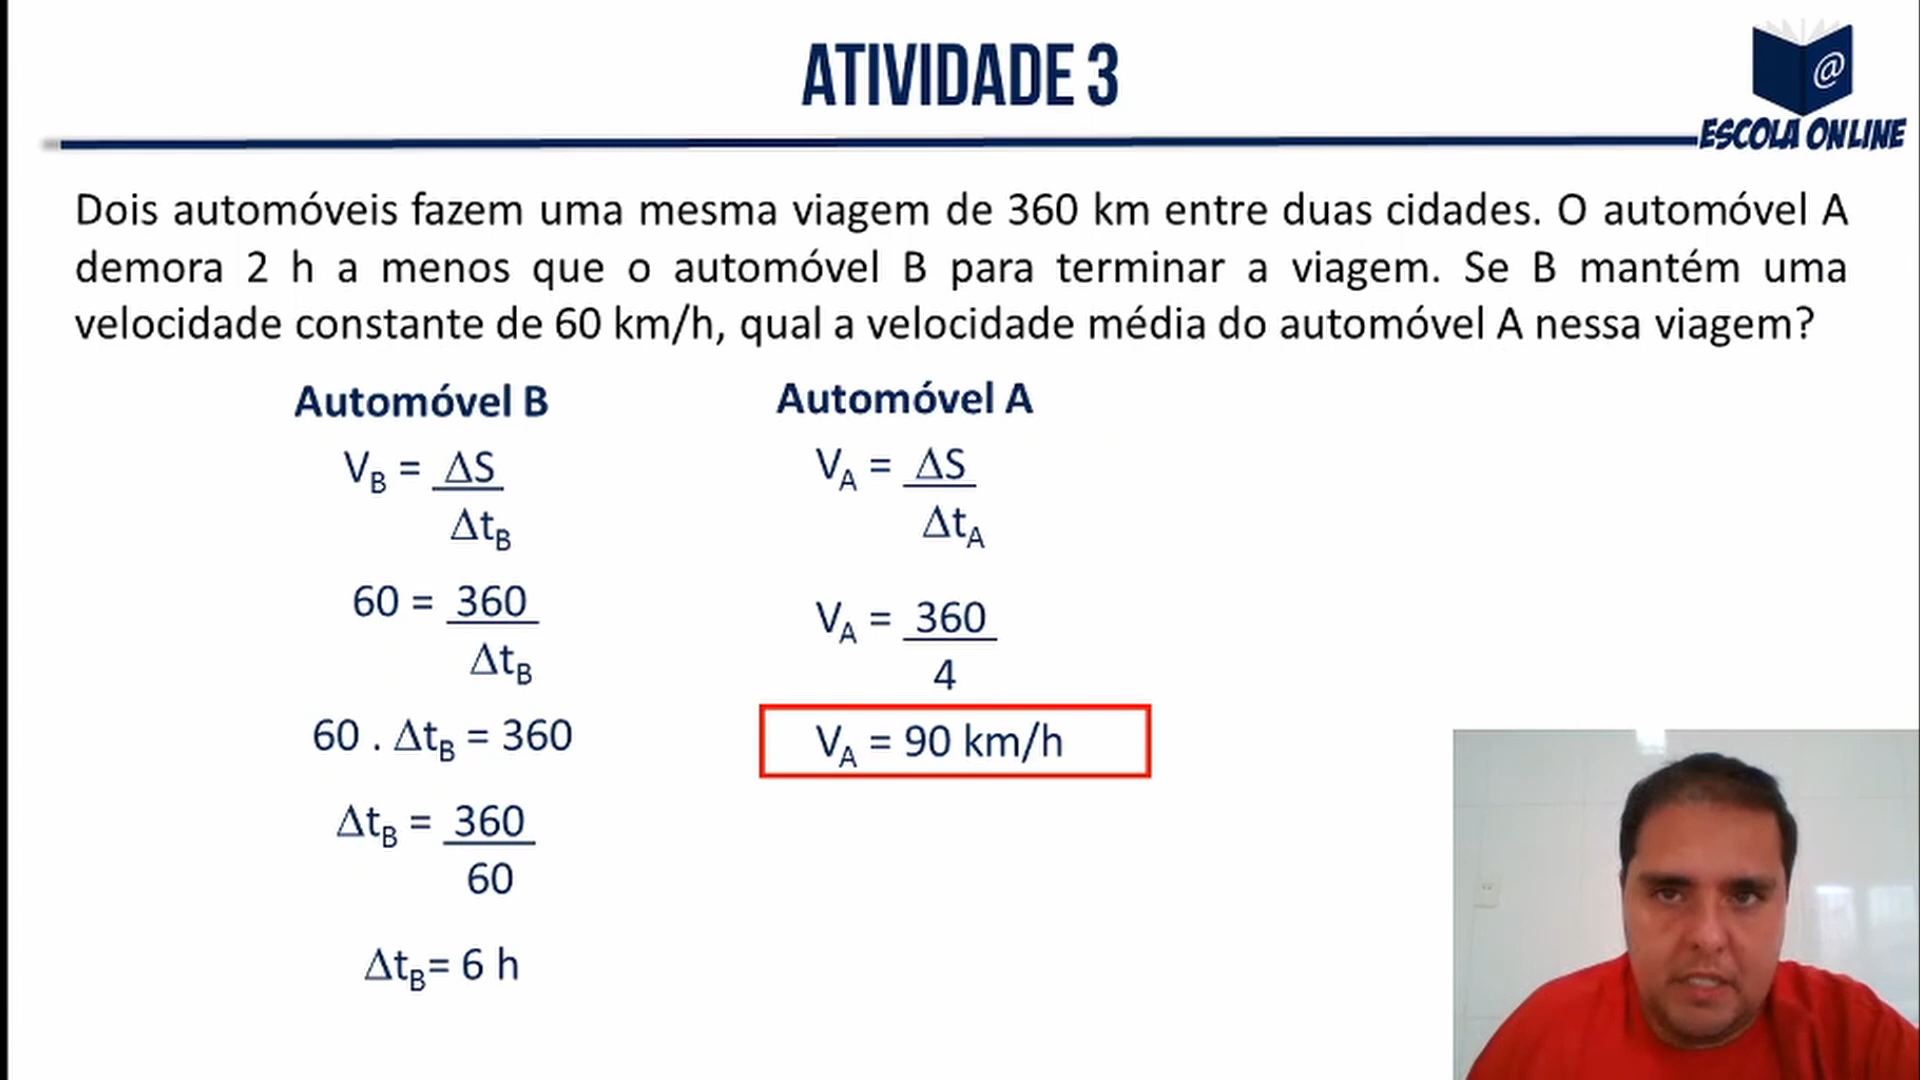 ATIVIDADE 3
@
ESCOLA ONLINE
Dois automóveis fazem uma mesma viagem de 360 km entre duas cidades. O automóvel A
demora 2 h a menos que o automóvel B para terminar a viagem. Se B mantém uma
velocidade constante de 60 km/h, qual a velocidade média do automóvel A nessa viagem?
Automóvel B
V_B = ΔS
Δt_B
60 = 360
Δt_B
60 . Δt_B = 360
Δt_B = 360
60
Δt_B= 6 h
Automóvel A
V_A = ΔS
Δt_A
V_A = 360
4
V_A = 90 km/h